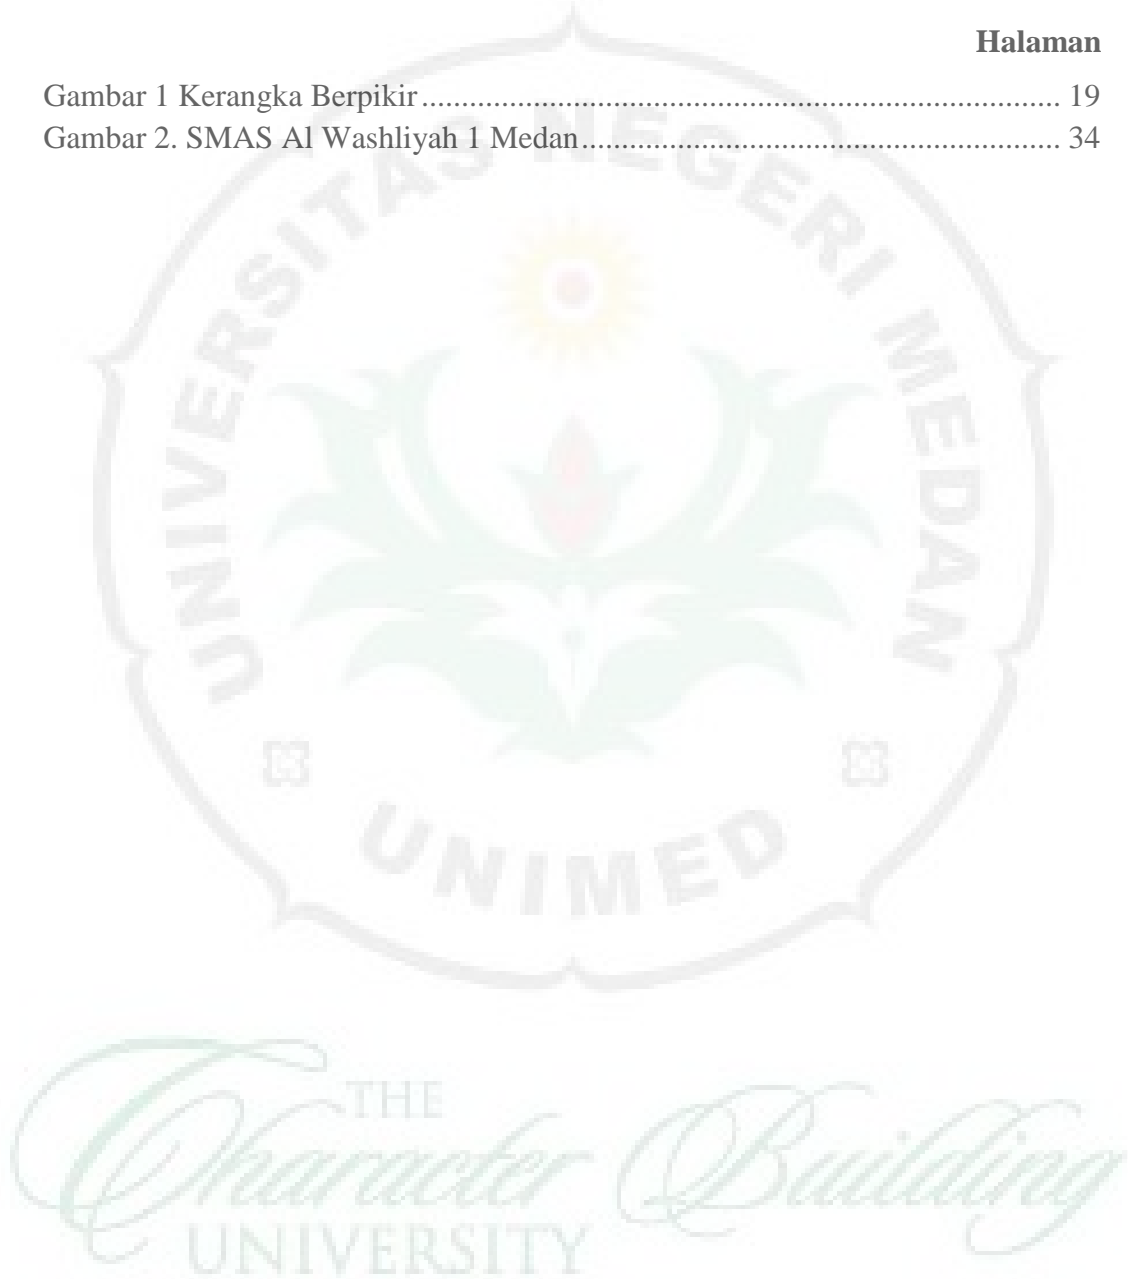 Halaman
Gambar 1 Kerangka Berpikir........................................................................... 19
Gambar 2. SMAS Al Washliyah 1 Medan........................................................ 34
UNIVERSITAS NEGERI MEDAN
UNIMED
THE
Character Building
UNIVERSITY